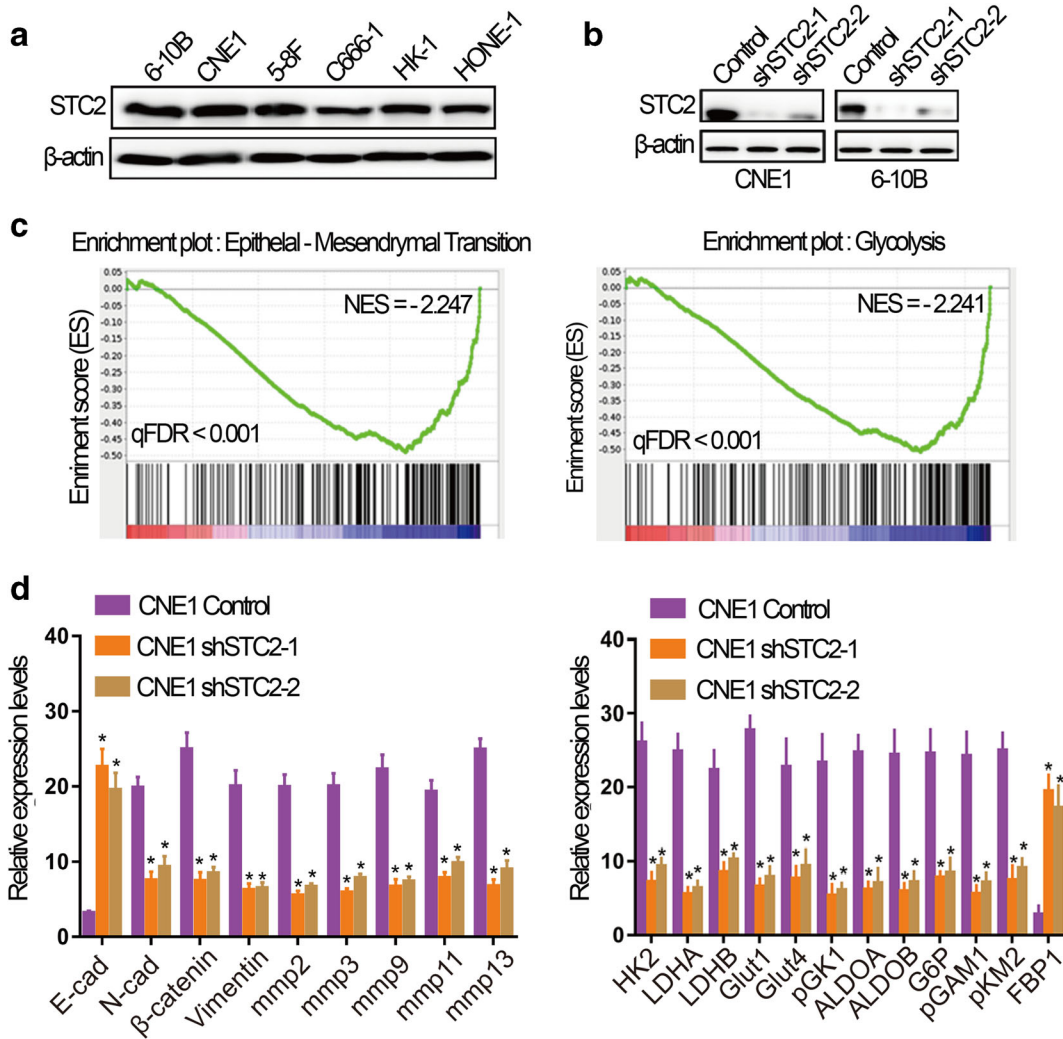 a
6-10B CNE1 5-8F C666-1 HK-1 HONE-1
STC2
β-actin
b
Control shSTC2-1 shSTC2-2 Control shSTC2-1 shSTC2-2
STC2
β-actin
CNE1 6-10B
c
Enrichment plot : Epithelal - Mesendrymal Transition
Enriment score (ES)
0.05
0.00
-0.05
-0.10
-0.15
-0.20
-0.25
-0.30
-0.35
-0.40
-0.45
-0.50
NES = - 2.247
qFDR < 0.001
Enrichment plot : Glycolysis
Enriment score (ES)
0.05
0.00
-0.05
-0.10
-0.15
-0.20
-0.25
-0.30
-0.35
-0.40
-0.45
-0.50
NES = - 2.241
qFDR < 0.001
d
CNE1 Control
CNE1 shSTC2-1
CNE1 shSTC2-2
Relative expression levels
40
30
20
10
0
* * * * * * * * * * * * * * * * * *
E-cad N-cad β-catenin Vimentin mmp2 mmp3 mmp9 mmp11 mmp13
CNE1 Control
CNE1 shSTC2-1
CNE1 shSTC2-2
Relative expression levels
40
30
20
10
0
* * * * * * * * * * * * * * * * * * * * * * * *
HK2 LDHA LDHB Glut1 Glut4 pGK1 ALDOA ALDOB G6P pGAM1 pKM2 FBP1